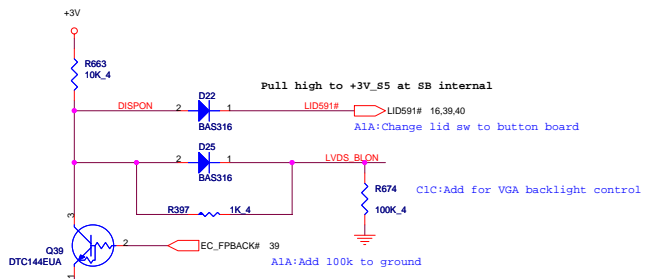 +3V
R663
10K_4
Pull high to +3V_S5 at SB internal
D22
DISPON
2
1
LID591#
LID591# 16,39,40
BAS316
A1A:Change lid sw to button board
D25
2
1
LVDS_BLON
BAS316
R674
C1C:Add for VGA backlight control
R397
1K_4
100K_4
3
Q39
2
EC_FPBACK# 39
DTC144EUA
A1A:Add 100k to ground
1